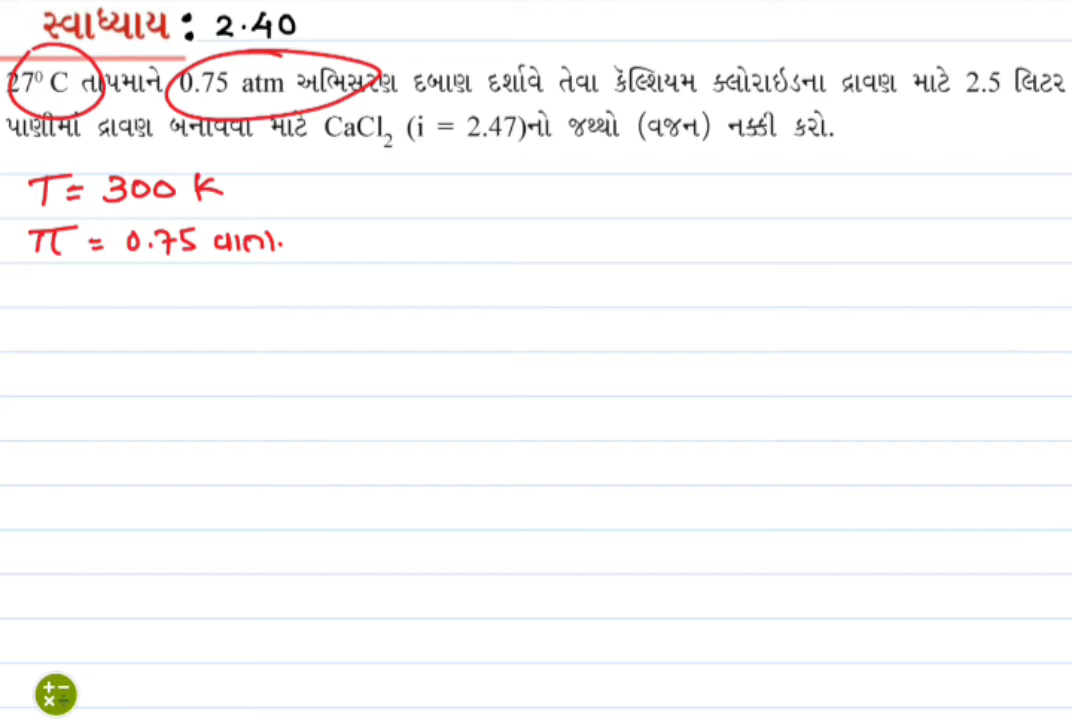 સ્વાધ્યાય : 2.40
27⁰ C તાપમાને 0.75 atm અભિસરણ દબાણ દર્શાવે તેવા કૅલ્શિયમ ક્લોરાઇડના દ્રાવણ માટે 2.5 લિટર
પાણીમાં દ્રાવણ બનાવવા માટે CaCl₂ (i = 2.47)નો જથ્થો (વજન) નક્કી કરો.
T = 300 K
π = 0.75 વાતા.
+ −
× ÷